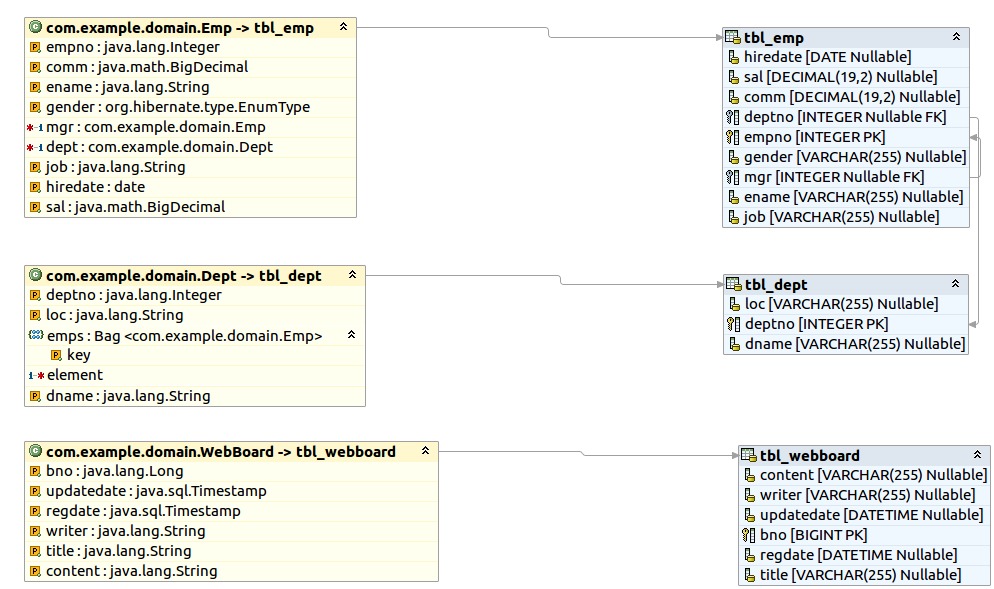 com.example.domain.Emp -> tbl_emp
empno : java.lang.Integer
comm : java.math.BigDecimal
ename : java.lang.String
gender : org.hibernate.type.EnumType
mgr : com.example.domain.Emp
dept : com.example.domain.Dept
job : java.lang.String
hiredate : date
sal : java.math.BigDecimal
tbl_emp
hiredate [DATE Nullable]
sal [DECIMAL(19,2) Nullable]
comm [DECIMAL(19,2) Nullable]
deptno [INTEGER Nullable FK]
empno [INTEGER PK]
gender [VARCHAR(255) Nullable]
mgr [INTEGER Nullable FK]
ename [VARCHAR(255) Nullable]
job [VARCHAR(255) Nullable]
com.example.domain.Dept -> tbl_dept
deptno : java.lang.Integer
loc : java.lang.String
emps : Bag <com.example.domain.Emp>
key
element
dname : java.lang.String
tbl_dept
loc [VARCHAR(255) Nullable]
deptno [INTEGER PK]
dname [VARCHAR(255) Nullable]
com.example.domain.WebBoard -> tbl_webboard
bno : java.lang.Long
updatedate : java.sql.Timestamp
regdate : java.sql.Timestamp
writer : java.lang.String
title : java.lang.String
content : java.lang.String
tbl_webboard
content [VARCHAR(255) Nullable]
writer [VARCHAR(255) Nullable]
updatedate [DATETIME Nullable]
bno [BIGINT PK]
regdate [DATETIME Nullable]
title [VARCHAR(255) Nullable]